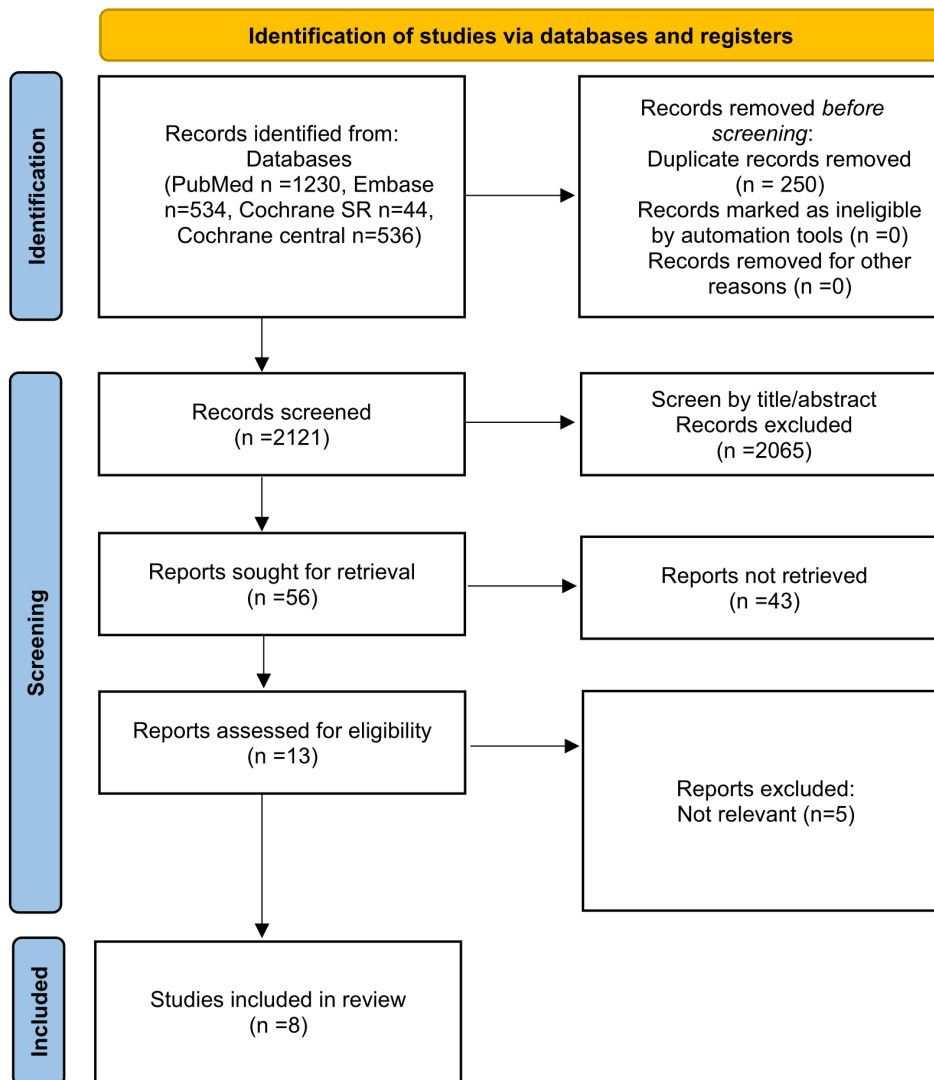 Identification of studies via databases and registers
Identification
Records identified from:
Databases
(PubMed n =1230, Embase
n=534, Cochrane SR n=44,
Cochrane central n=536)
Records removed before
screening:
Duplicate records removed
(n = 250)
Records marked as ineligible
by automation tools (n =0)
Records removed for other
reasons (n =0)
Screening
Records screened
(n =2121)
Screen by title/abstract
Records excluded
(n =2065)
Reports sought for retrieval
(n =56)
Reports not retrieved
(n =43)
Reports assessed for eligibility
(n =13)
Reports excluded:
Not relevant (n=5)
Included
Studies included in review
(n =8)